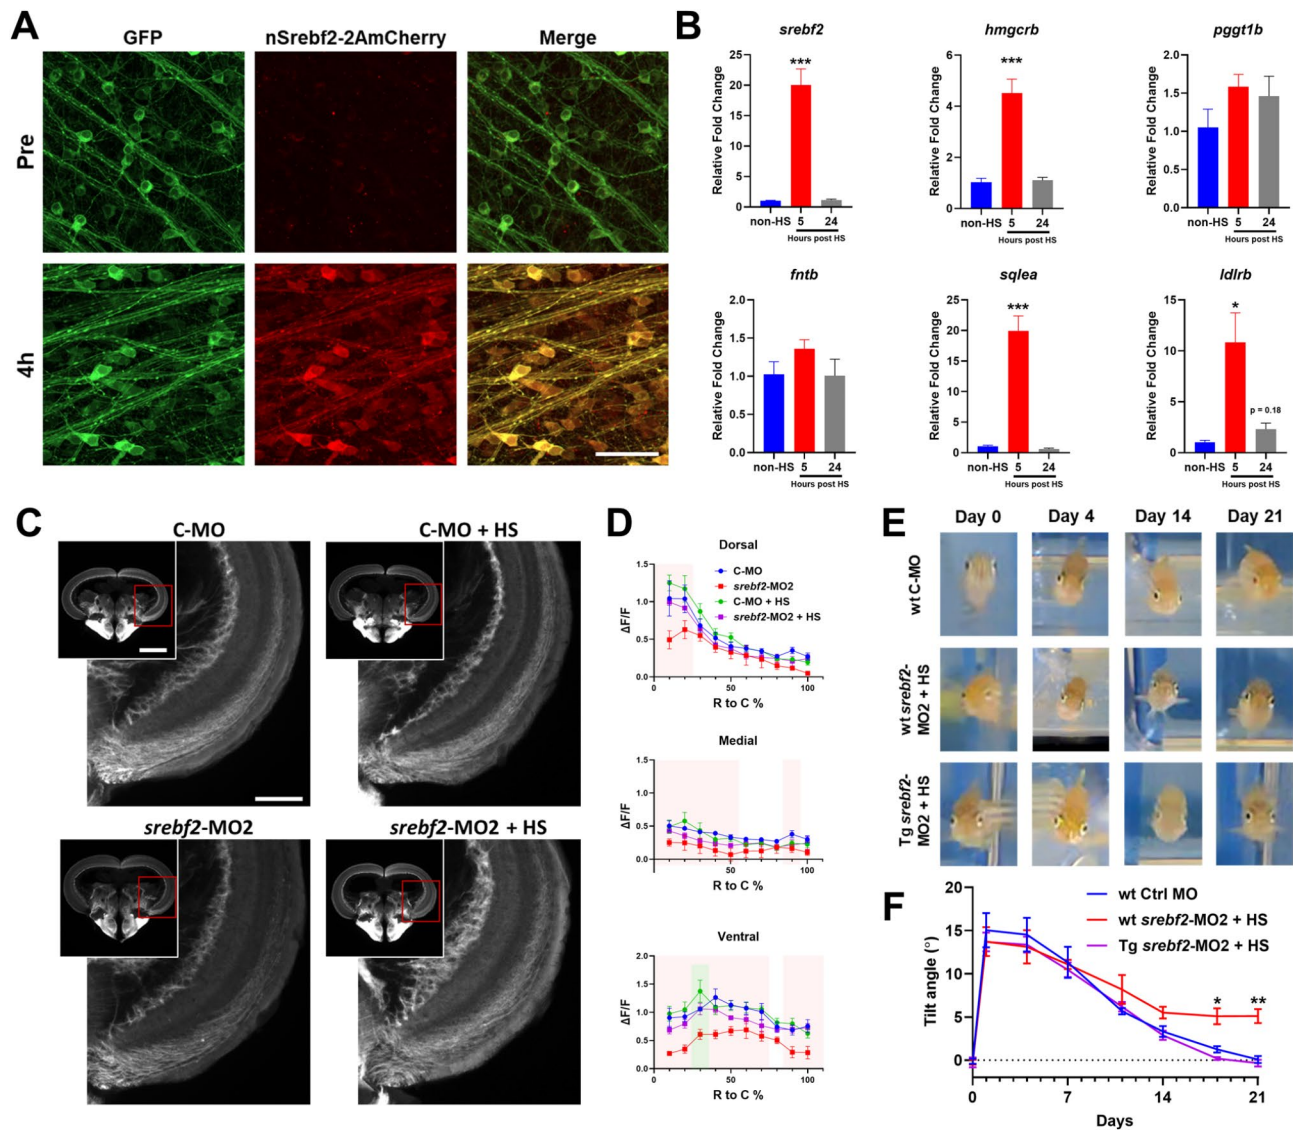 A
GFP
nSrebf2-2AmCherry
Merge
Pre
4h
B
srebf2
Relative Fold Change
25
20
15
10
5
0
***
non-HS
5
24
Hours post HS
hmgcrb
Relative Fold Change
6
4
2
0
***
non-HS
5
24
Hours post HS
pggt1b
Relative Fold Change
2.0
1.5
1.0
0.5
0.0
non-HS
5
24
Hours post HS
fntb
Relative Fold Change
2.0
1.5
1.0
0.5
0.0
non-HS
5
24
Hours post HS
sqlea
Relative Fold Change
25
20
15
10
5
0
***
non-HS
5
24
Hours post HS
ldlrb
Relative Fold Change
15
10
5
0
*
p = 0.18
non-HS
5
24
Hours post HS
C
C-MO
C-MO + HS
srebf2-MO2
srebf2-MO2 + HS
D
Dorsal
C-MO
srebf2-MO2
C-MO + HS
srebf2-MO2 + HS
ΔF/F
1.5
1.0
0.5
0.0
0
50
100
R to C %
Medial
ΔF/F
1.5
1.0
0.5
0.0
0
50
100
R to C %
Ventral
ΔF/F
2.0
1.5
1.0
0.5
0.0
0
50
100
R to C %
E
Day 0
Day 4
Day 14
Day 21
wt C-MO
wt srebf2-
MO2 + HS
Tg srebf2-
MO2 + HS
F
wt Ctrl MO
wt srebf2-MO2 + HS
Tg srebf2-MO2 + HS
Tilt angle (°)
20
15
10
5
0
*
**
0
7
14
21
Days